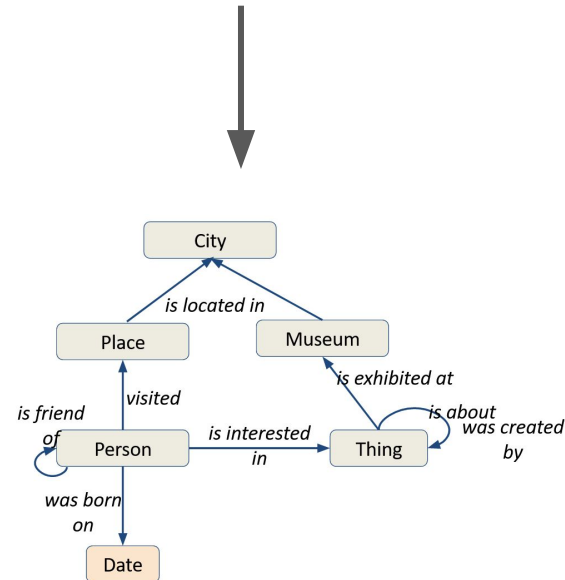 City
is located in
Place
Museum
is exhibited at
visited
is friend
of
is about
was created
by
Person
is interested
in
Thing
was born
on
Date